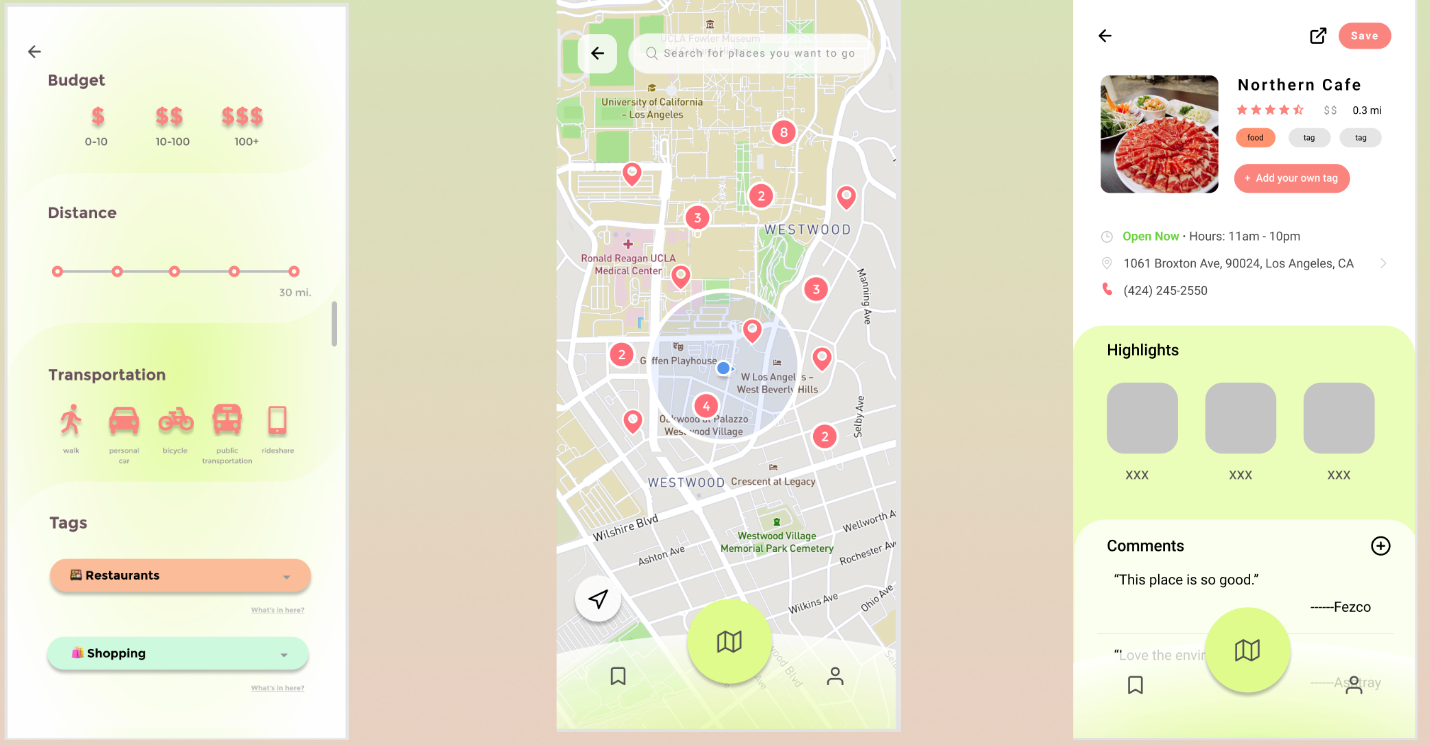 Budget
$ $$ $$$
0-10 10-100 100+
Distance
30 mi.
Transportation
walk personal car bicycle public transportation rideshare
Tags
Restaurants
What's in here?
Shopping
What's in here?
UCLA Fowler Museum
Search for places you want to go
University of California
- Los Angeles
8
2
3
WESTWOOD
Ronald Reagan UCLA
Medical Center
3
Manning Ave
2
Geffen Playhouse
W Los Angeles –
West Beverly Hills
4
Oakwood at Palazzo
Westwood Village
Selby Ave
2
WESTWOOD
Crescent at Legacy
Wilshire Blvd
Westwood Village
Memorial Park Cemetery
Wellworth A
Ashton Ave
Rochester Ave
Wilkins Ave
Ohio Ave
wood Blvd
Save
Northern Cafe
$$ 0.3 mi
food tag tag
+ Add your own tag
Open Now · Hours: 11am - 10pm
1061 Broxton Ave, 90024, Los Angeles, CA
(424) 245-2550
Highlights
XXX XXX XXX
Comments
“This place is so good.”
------Fezco
“Love the envir
------As tray